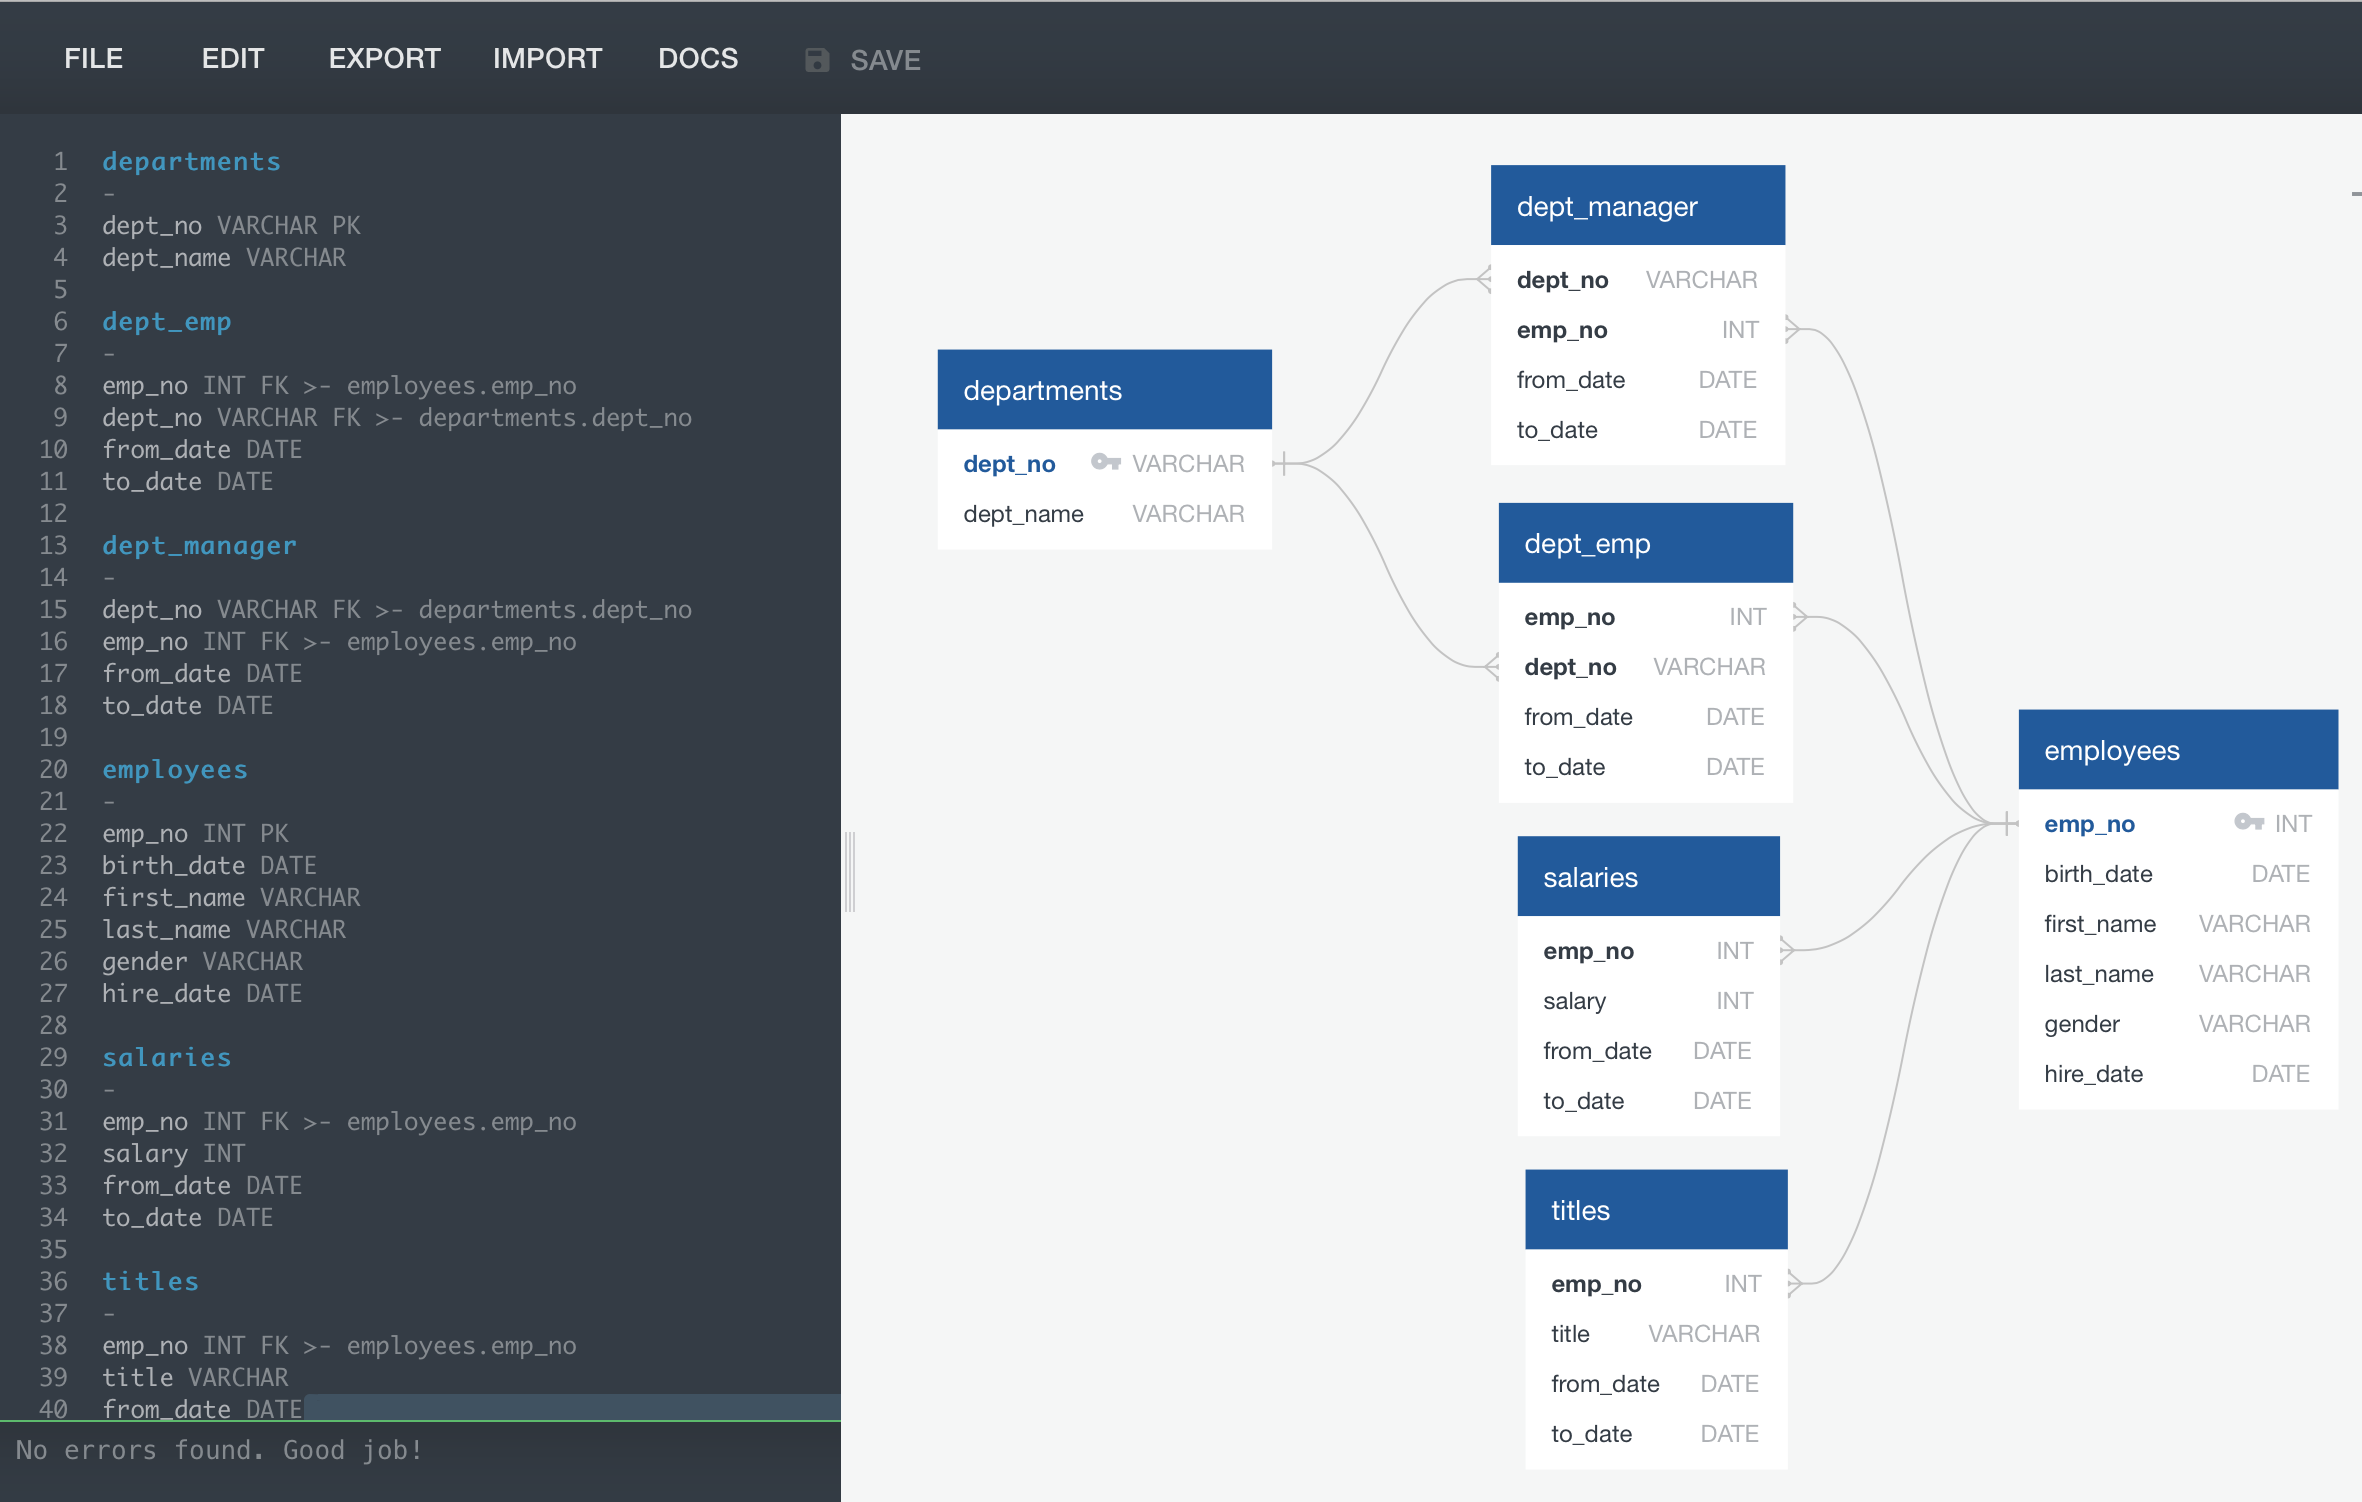 FILE EDIT EXPORT IMPORT DOCS SAVE
1 departments
2 -
3 dept_no VARCHAR PK
4 dept_name VARCHAR
5
6 dept_emp
7 -
8 emp_no INT FK >- employees.emp_no
9 dept_no VARCHAR FK >- departments.dept_no
10 from_date DATE
11 to_date DATE
12
13 dept_manager
14 -
15 dept_no VARCHAR FK >- departments.dept_no
16 emp_no INT FK >- employees.emp_no
17 from_date DATE
18 to_date DATE
19
20 employees
21 -
22 emp_no INT PK
23 birth_date DATE
24 first_name VARCHAR
25 last_name VARCHAR
26 gender VARCHAR
27 hire_date DATE
28
29 salaries
30 -
31 emp_no INT FK >- employees.emp_no
32 salary INT
33 from_date DATE
34 to_date DATE
35
36 titles
37 -
38 emp_no INT FK >- employees.emp_no
39 title VARCHAR
40 from_date DATE
No errors found. Good job!
departments
dept_no VARCHAR
dept_name VARCHAR
dept_manager
dept_no VARCHAR
emp_no INT
from_date DATE
to_date DATE
dept_emp
emp_no INT
dept_no VARCHAR
from_date DATE
to_date DATE
salaries
emp_no INT
salary INT
from_date DATE
to_date DATE
titles
emp_no INT
title VARCHAR
from_date DATE
to_date DATE
employees
emp_no INT
birth_date DATE
first_name VARCHAR
last_name VARCHAR
gender VARCHAR
hire_date DATE